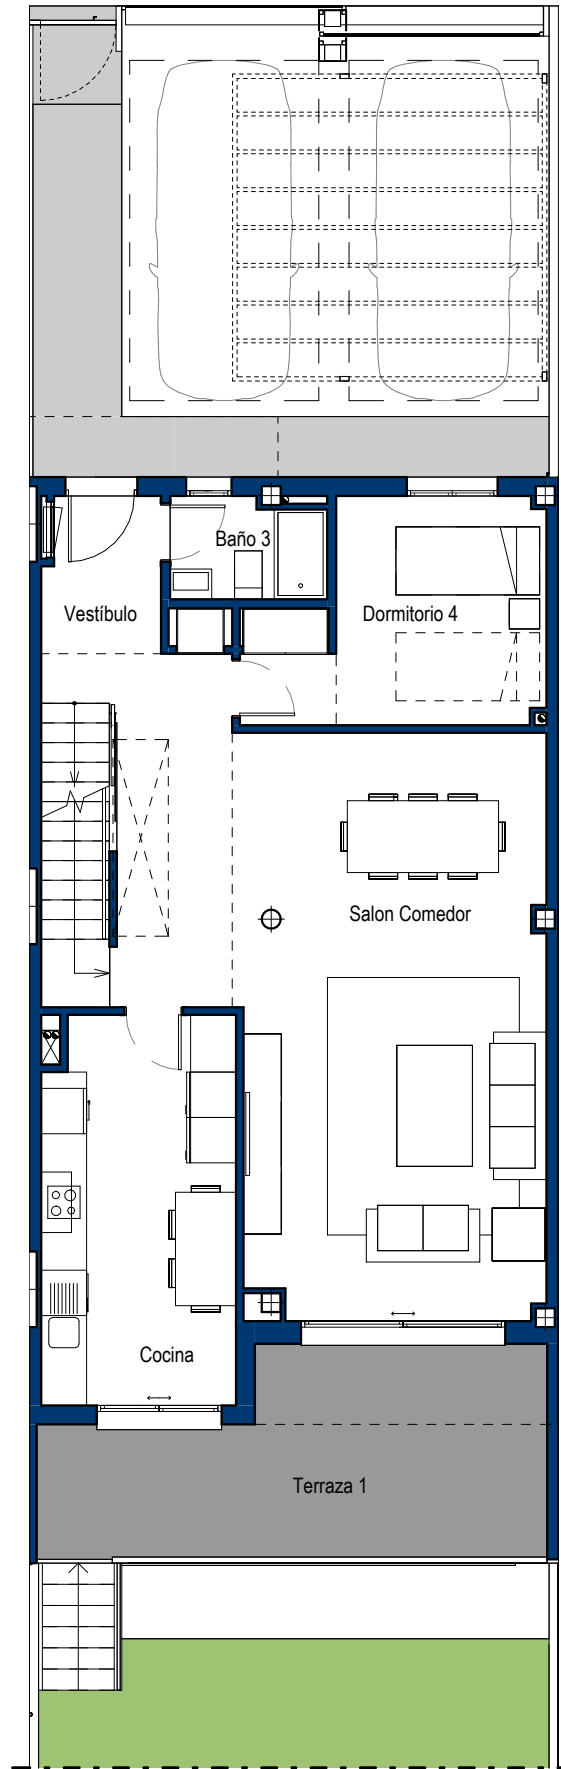 Baño 3
Vestíbulo
Dormitorio 4
Salon Comedor
Cocina
Terraza 1